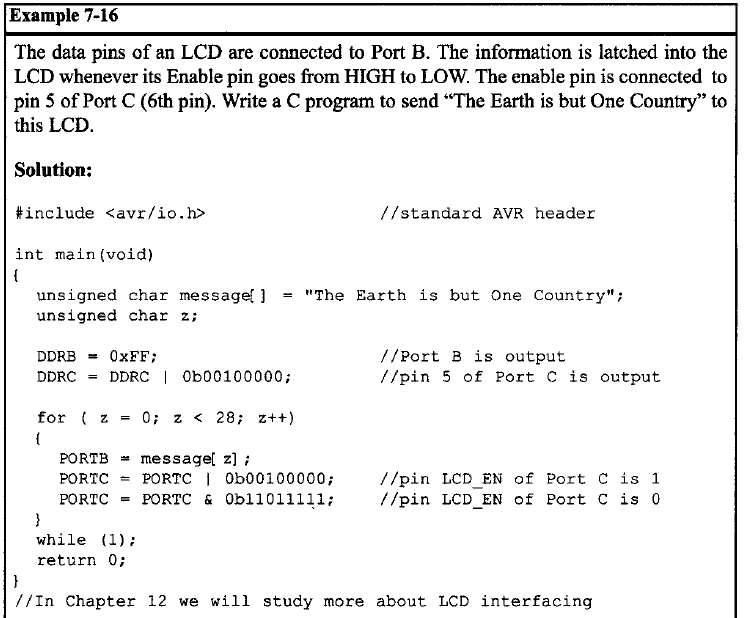 Example 7-16
The data pins of an LCD are connected to Port B. The information is latched into the
LCD whenever its Enable pin goes from HIGH to LOW. The enable pin is connected to
pin 5 of Port C (6th pin). Write a C program to send “The Earth is but One Country” to
this LCD.
Solution:
#include <avr/io.h> //standard AVR header
int main(void)
{
unsigned char message[] = "The Earth is but One Country";
unsigned char z;
DDRB = 0xFF; //Port B is output
DDRC = DDRC | 0b00100000; //pin 5 of Port C is output
for ( z = 0; z < 28; z++)
{
PORTB = message[z];
PORTC = PORTC | 0b00100000; //pin LCD_EN of Port C is 1
PORTC = PORTC & 0b11011111; //pin LCD_EN of Port C is 0
}
while (1);
return 0;
}
//In Chapter 12 we will study more about LCD interfacing